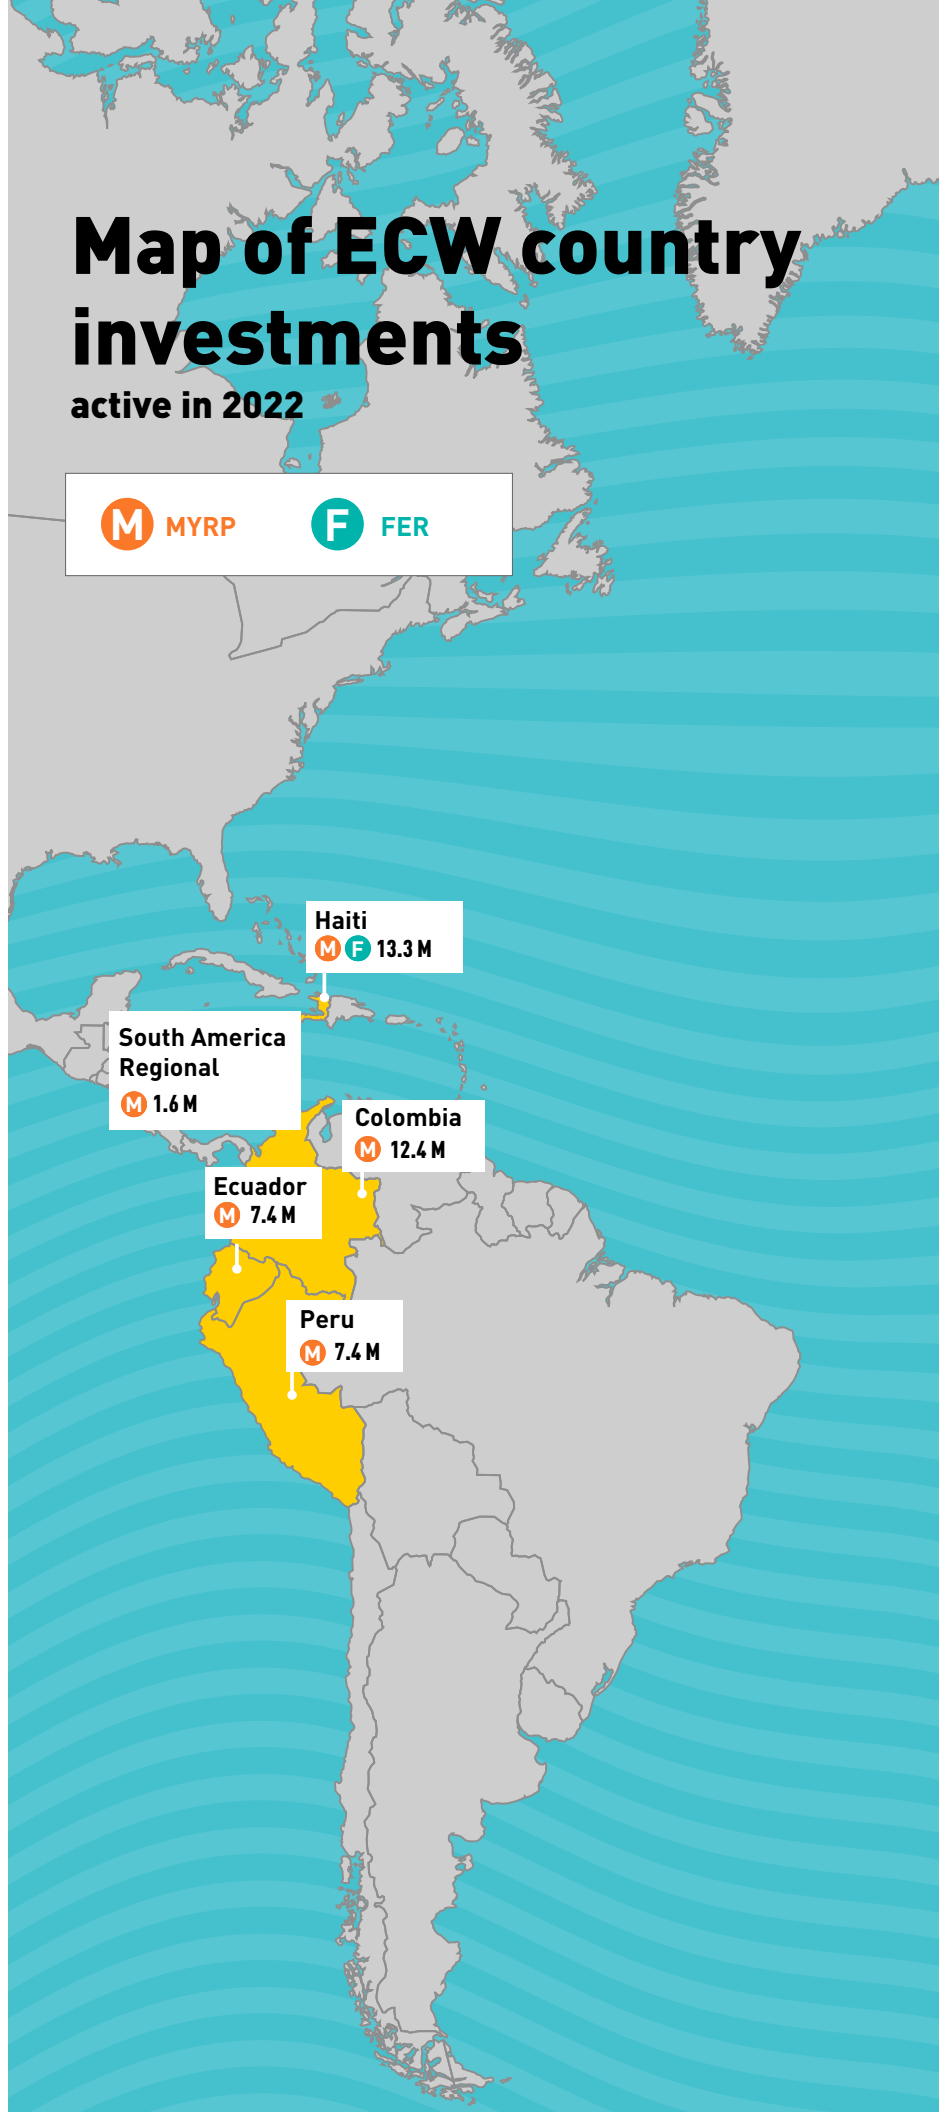 Map of ECW country
investments
active in 2022
M MYRP F FER
Haiti
M F 13.3 M
South America
Regional
M 1.6 M
Colombia
M 12.4 M
Ecuador
M 7.4 M
Peru
M 7.4 M